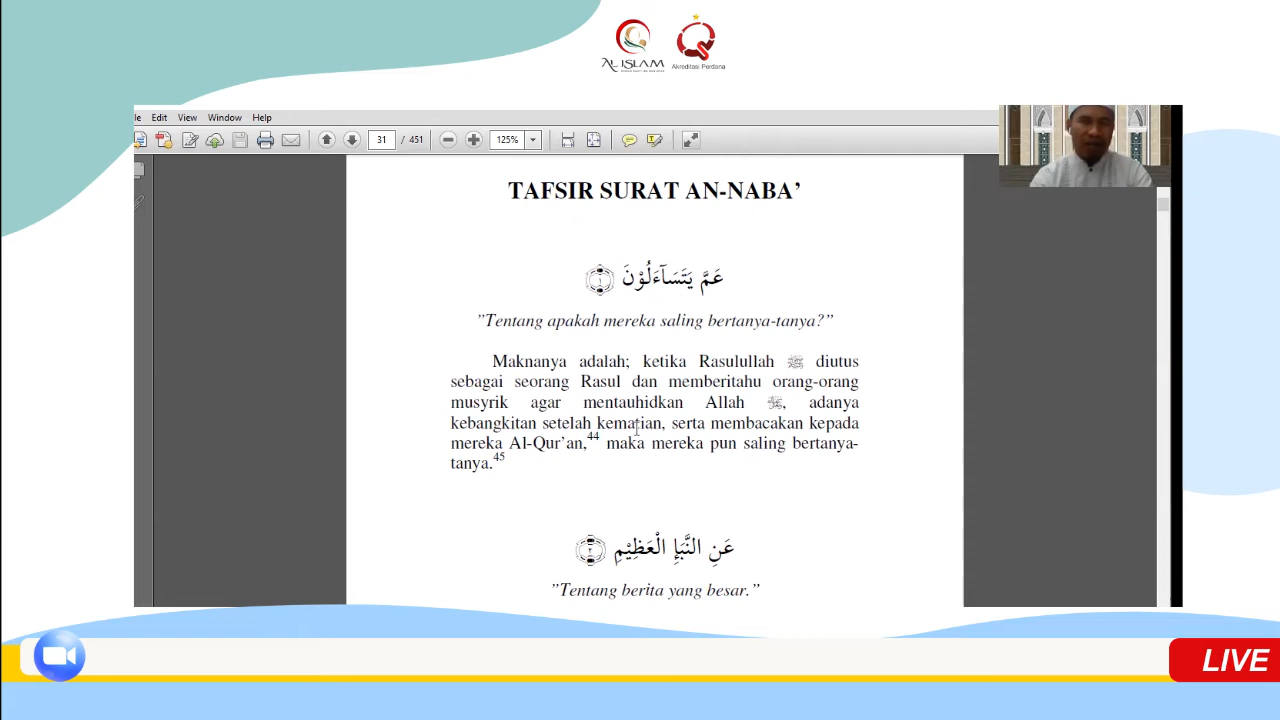 AL ISLAM
Akreditasi Perdana
le Edit View Window Help
31 / 451 125%
TAFSIR SURAT AN-NABA’
عَمَّ يَتَسَآءَلُوْنَ ۝١
”Tentang apakah mereka saling bertanya-tanya?”
Maknanya adalah; ketika Rasulullah ﷺ diutus
sebagai seorang Rasul dan memberitahu orang-orang
musyrik agar mentauhidkan Allah ﷻ, adanya
kebangkitan setelah kematian, serta membacakan kepada
mereka Al-Qur’an,44 maka mereka pun saling bertanya-
tanya.45
عَنِ النَّبَإِ الْعَظِيْمِ ۝٢
”Tentang berita yang besar.”
LIVE